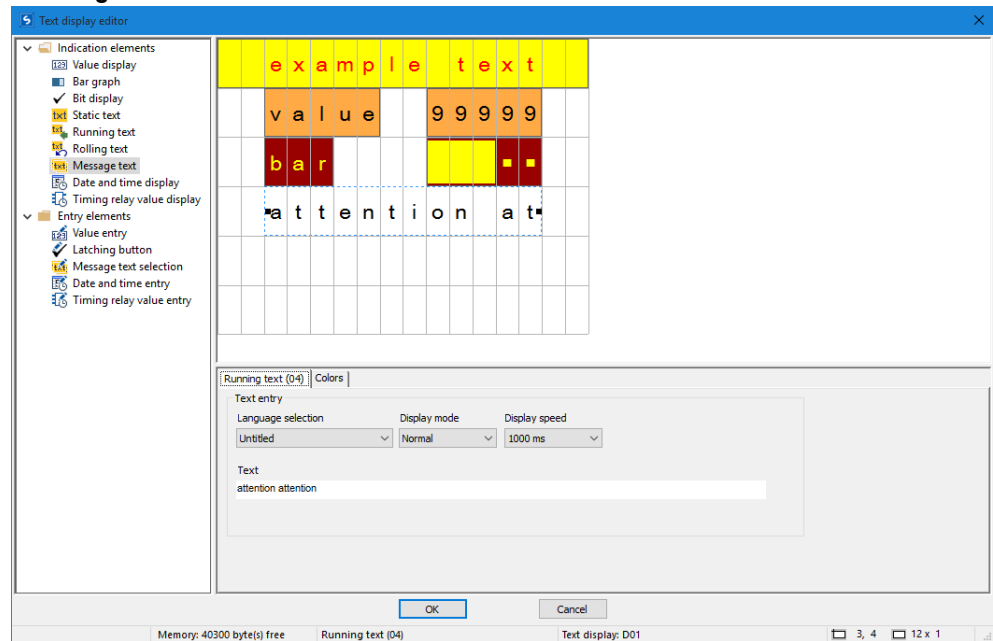 Text display editor
Indication elements
Value display
Bar graph
Bit display
Static text
Running text
Rolling text
Message text
Date and time display
Timing relay value display
Entry elements
Value entry
Latching button
Message text selection
Date and time entry
Timing relay value entry
example text
value 99999
bar
attention at
Running text (04) Colors
Text entry
Language selection Display mode Display speed
Untitled Normal 1000 ms
Text
attention attention
OK Cancel
Memory: 40300 byte(s) free Running text (04) Text display: D01 3, 4 12 x 1